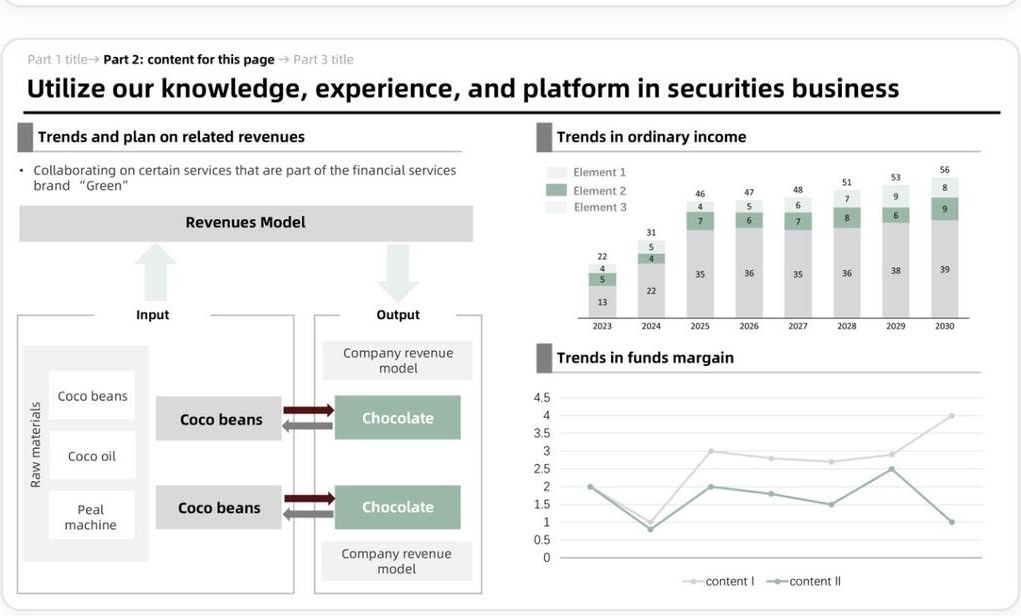 Part 1 title→ Part 2: content for this page → Part 3 title
Utilize our knowledge, experience, and platform in securities business
Trends and plan on related revenues
• Collaborating on certain services that are part of the financial services
brand “Green”
Revenues Model
Input
Output
Raw materials
Coco beans
Coco oil
Peal
machine
Coco beans
Coco beans
Company revenue
model
Chocolate
Chocolate
Company revenue
model
Trends in ordinary income
Element 1
Element 2
Element 3
22
4
5
13
31
5
4
22
46
4
7
35
47
5
6
36
48
6
7
35
51
7
8
36
53
9
6
38
56
8
9
39
2023 2024 2025 2026 2027 2028 2029 2030
Trends in funds margain
4.5
4
3.5
3
2.5
2
1.5
1
0.5
0
content I content II